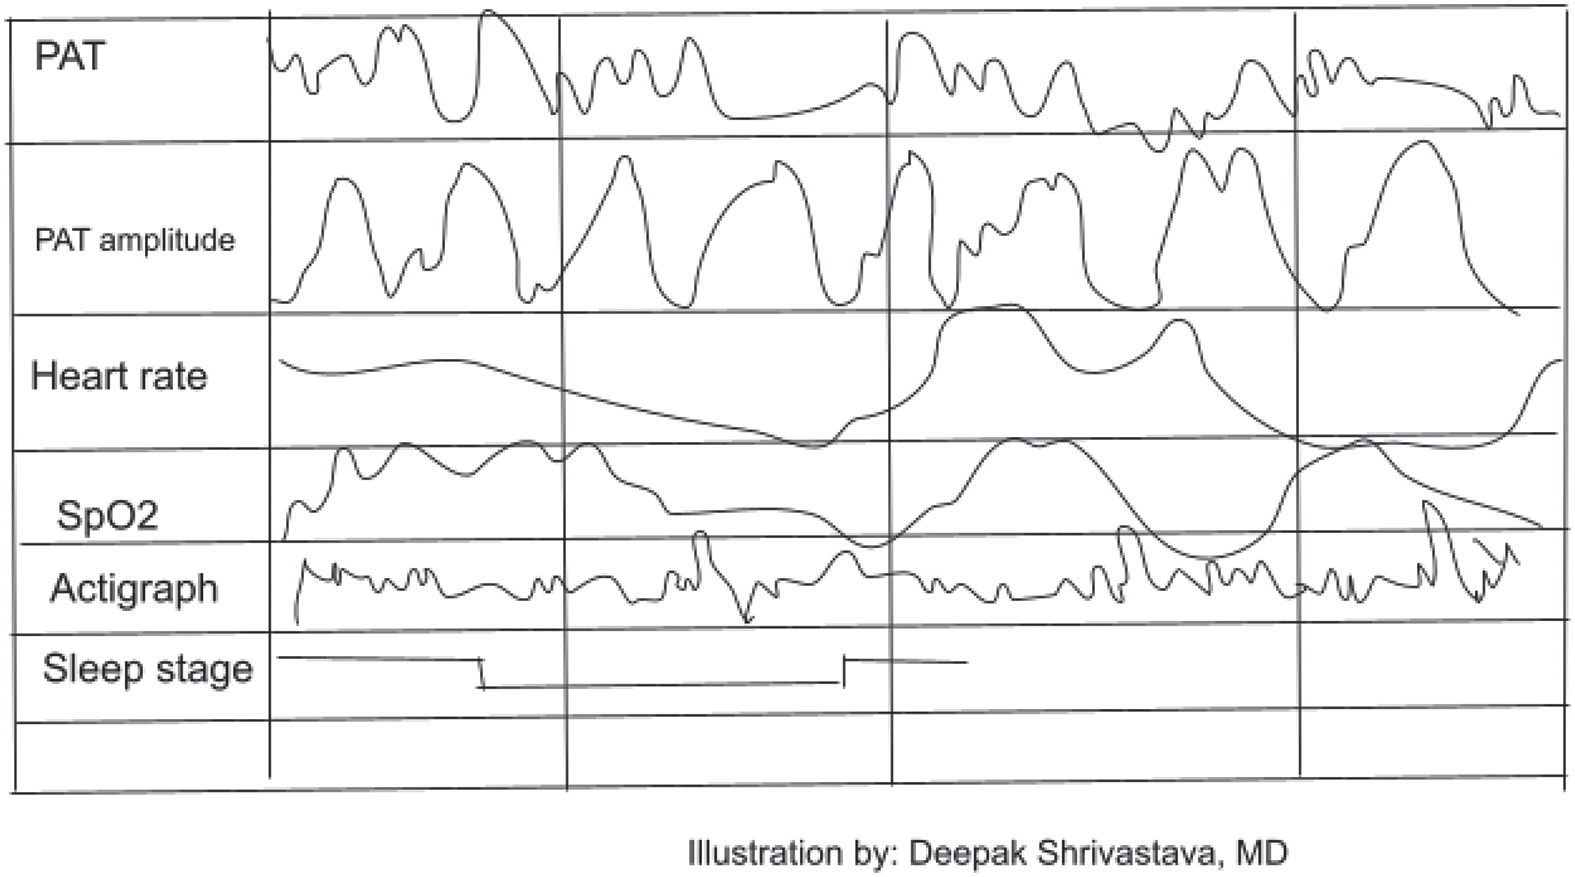 PAT
PAT amplitude
Heart rate
SpO2
Actigraph
Sleep stage
Illustration by: Deepak Shrivastava, MD